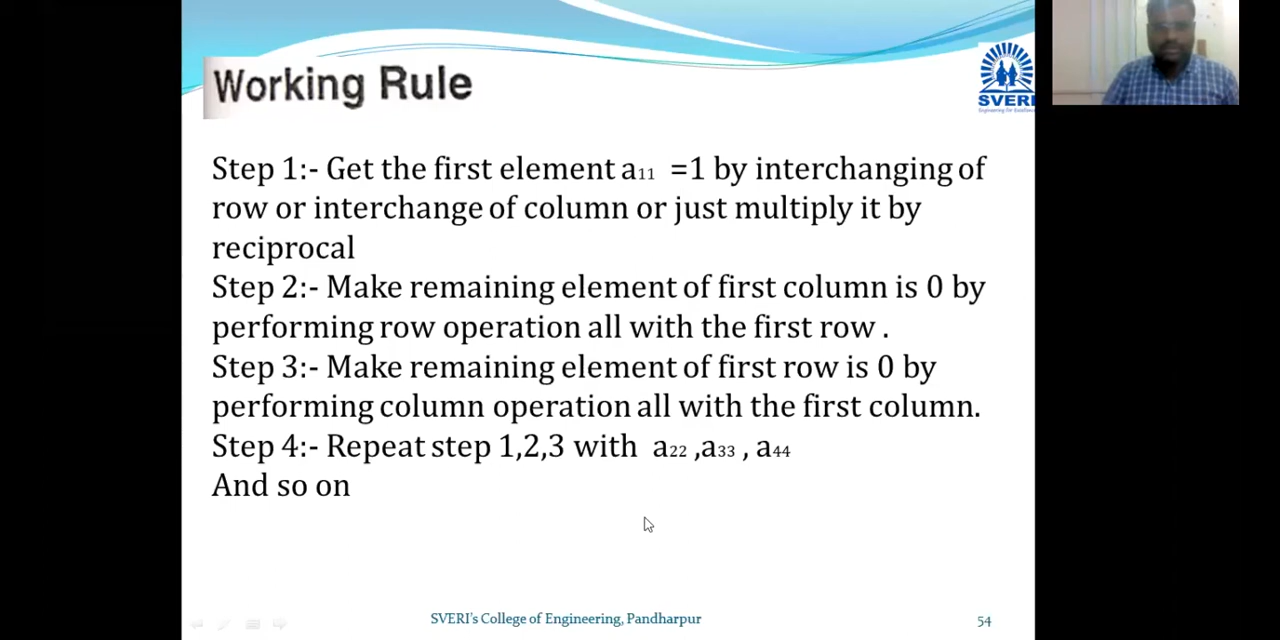 Working Rule
SVERI
Step 1:- Get the first element a₁₁ =1 by interchanging of
row or interchange of column or just multiply it by
reciprocal
Step 2:- Make remaining element of first column is 0 by
performing row operation all with the first row .
Step 3:- Make remaining element of first row is 0 by
performing column operation all with the first column.
Step 4:- Repeat step 1,2,3 with a₂₂ ,a₃₃ , a₄₄
And so on
SVERI's College of Engineering, Pandharpur
54